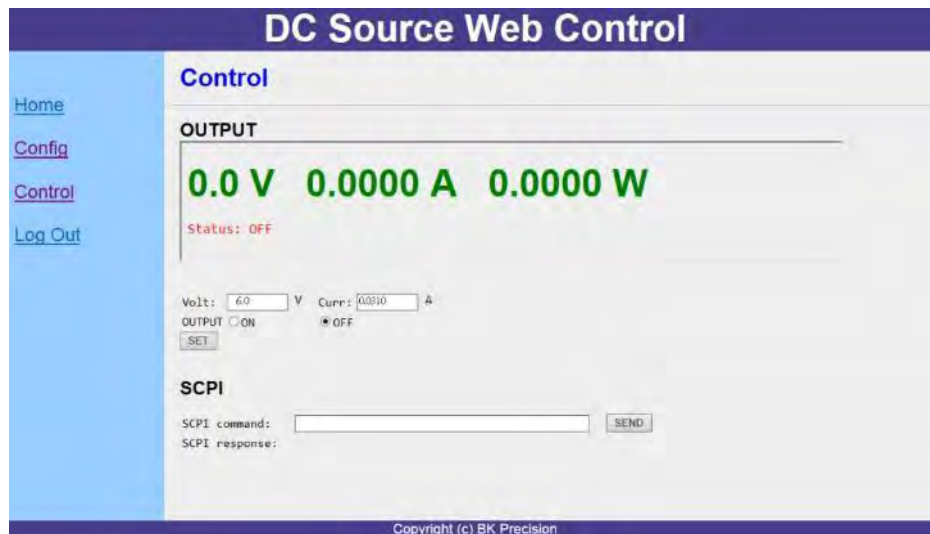 DC Source Web Control
Home
Config
Control
Log Out
Control
OUTPUT
0.0 V 0.0000 A 0.0000 W
Status: OFF
Volt: 6.0 V Curr: 0.0310 A
OUTPUT ON OFF
SET
SCPI
SCPI command: SEND
SCPI response:
Copyright (c) BK Precision